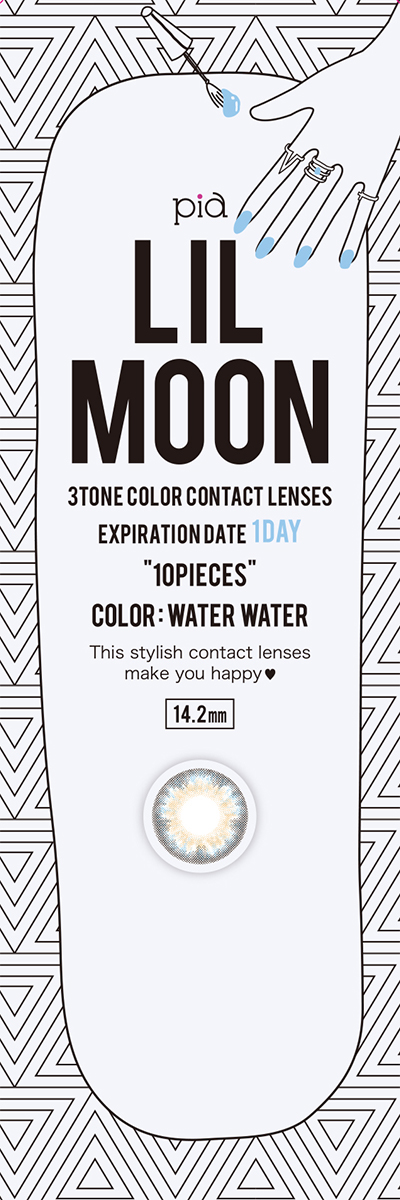 pia
LIL
MOON
3TONE COLOR CONTACT LENSES
EXPIRATION DATE 1DAY
"10PIECES"
COLOR: WATER WATER
This stylish contact lenses
make you happy♥
14.2mm